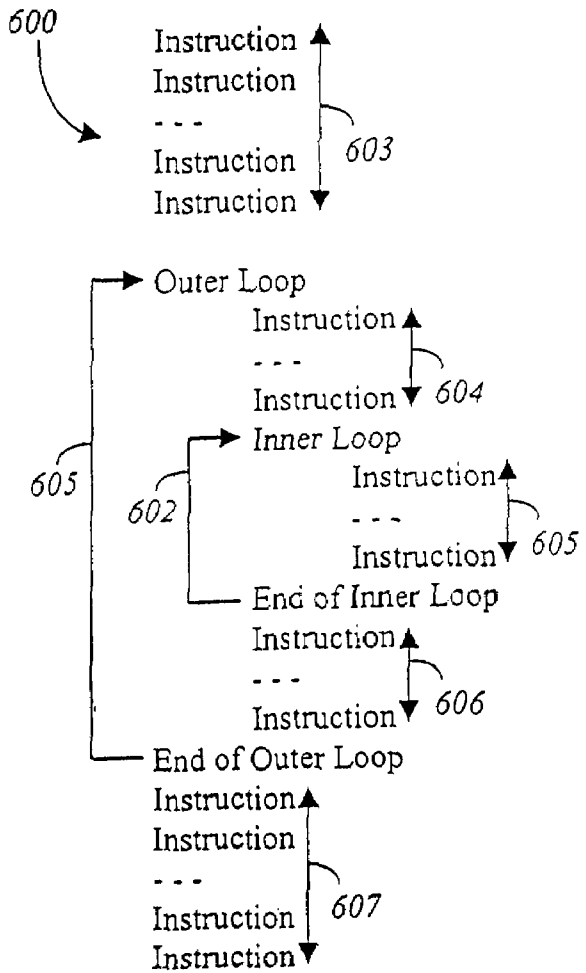 600
Instruction
Instruction
- - -
603
Instruction
Instruction
Outer Loop
Instruction
- - -
Instruction
604
Inner Loop
605
602
Instruction
- - -
605
Instruction
End of Inner Loop
Instruction
- - -
606
Instruction
End of Outer Loop
Instruction
Instruction
- - -
607
Instruction
Instruction